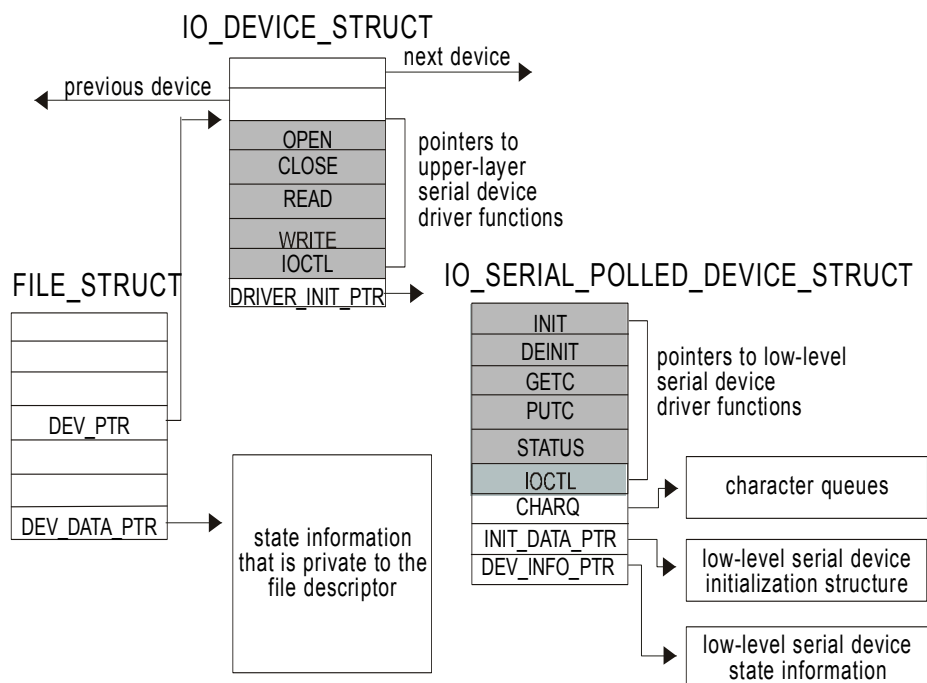 IO_DEVICE_STRUCT
next device
previous device
OPEN
CLOSE
READ
WRITE
IOCTL
DRIVER_INIT_PTR
pointers to
upper-layer
serial device
driver functions
FILE_STRUCT
DEV_PTR
DEV_DATA_PTR
state information
that is private to the
file descriptor
IO_SERIAL_POLLED_DEVICE_STRUCT
INIT
DEINIT
GETC
PUTC
STATUS
IOCTL
CHARQ
INIT_DATA_PTR
DEV_INFO_PTR
pointers to low-level
serial device
driver functions
character queues
low-level serial device
initialization structure
low-level serial device
state information